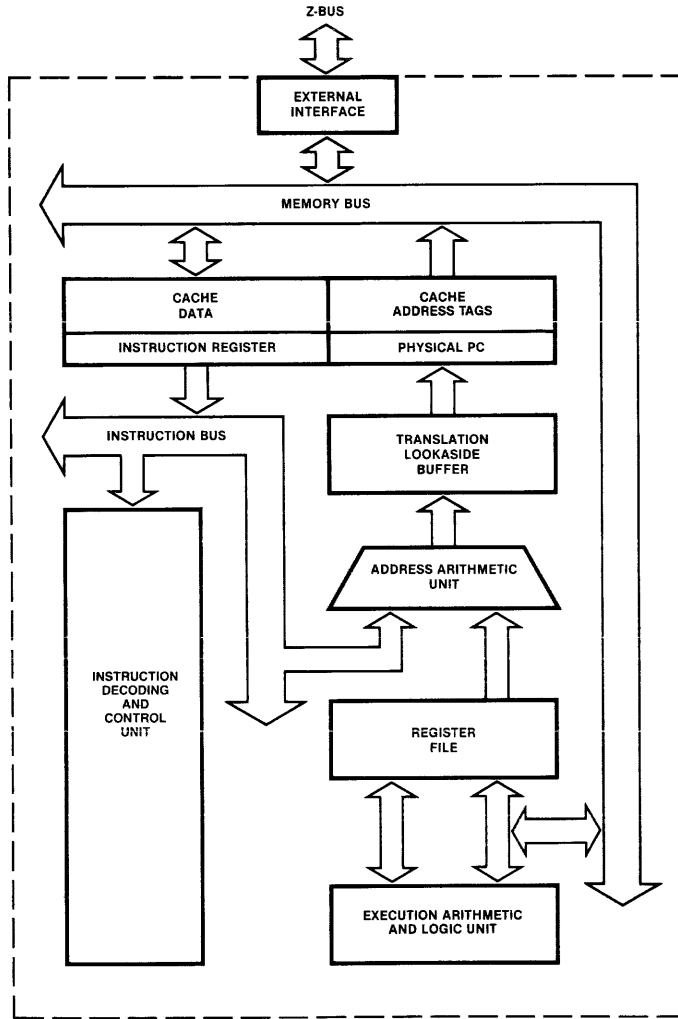 Z-BUS
EXTERNAL
INTERFACE
MEMORY BUS
CACHE
DATA
CACHE
ADDRESS TAGS
INSTRUCTION REGISTER
PHYSICAL PC
INSTRUCTION BUS
TRANSLATION
LOOKASIDE
BUFFER
ADDRESS ARITHMETIC
UNIT
INSTRUCTION
DECODING
AND
CONTROL
UNIT
REGISTER
FILE
EXECUTION ARITHMETIC
AND LOGIC UNIT